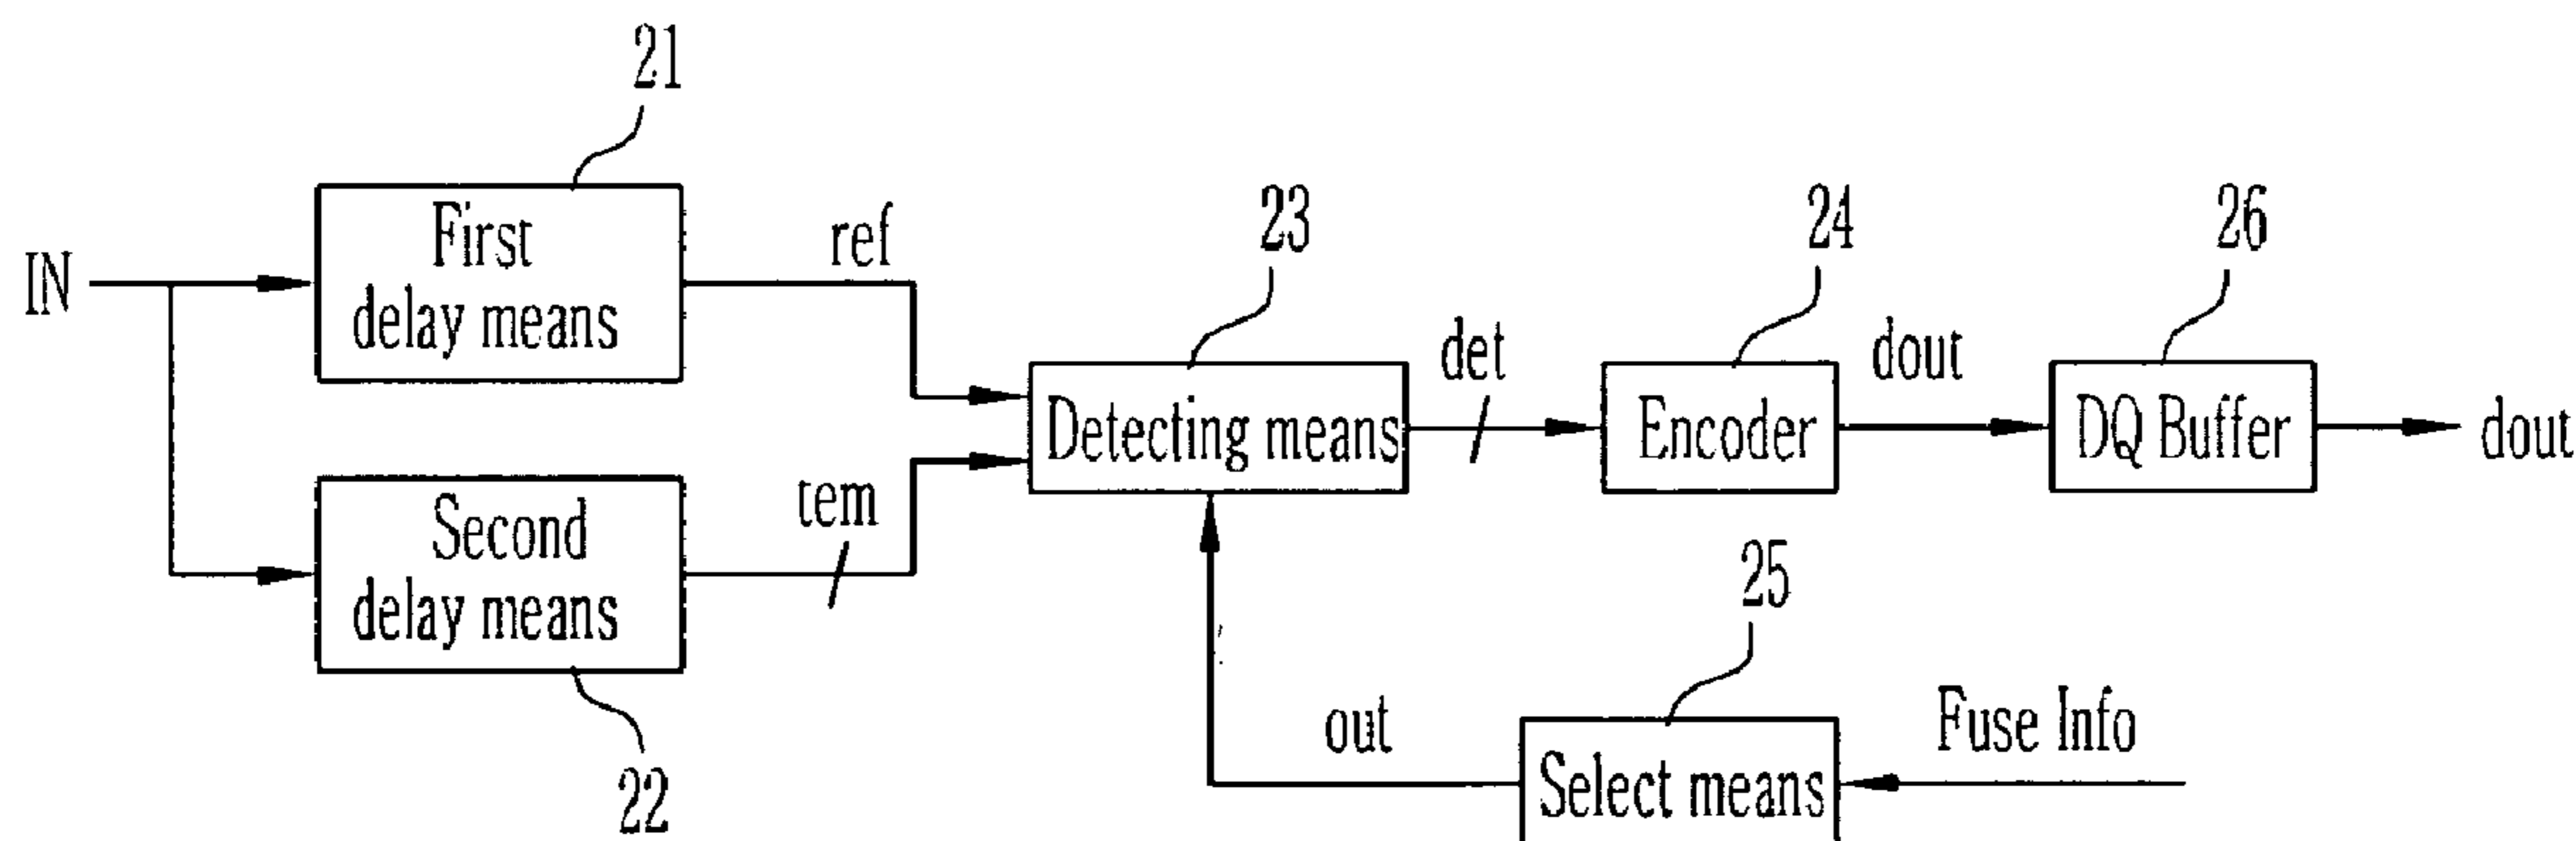 21
First
delay means
ref
IN
23
24
26
Detecting means
det
Encoder
dout
DQ Buffer
dout
Second
delay means
tem
22
25
out
Select means
Fuse Info